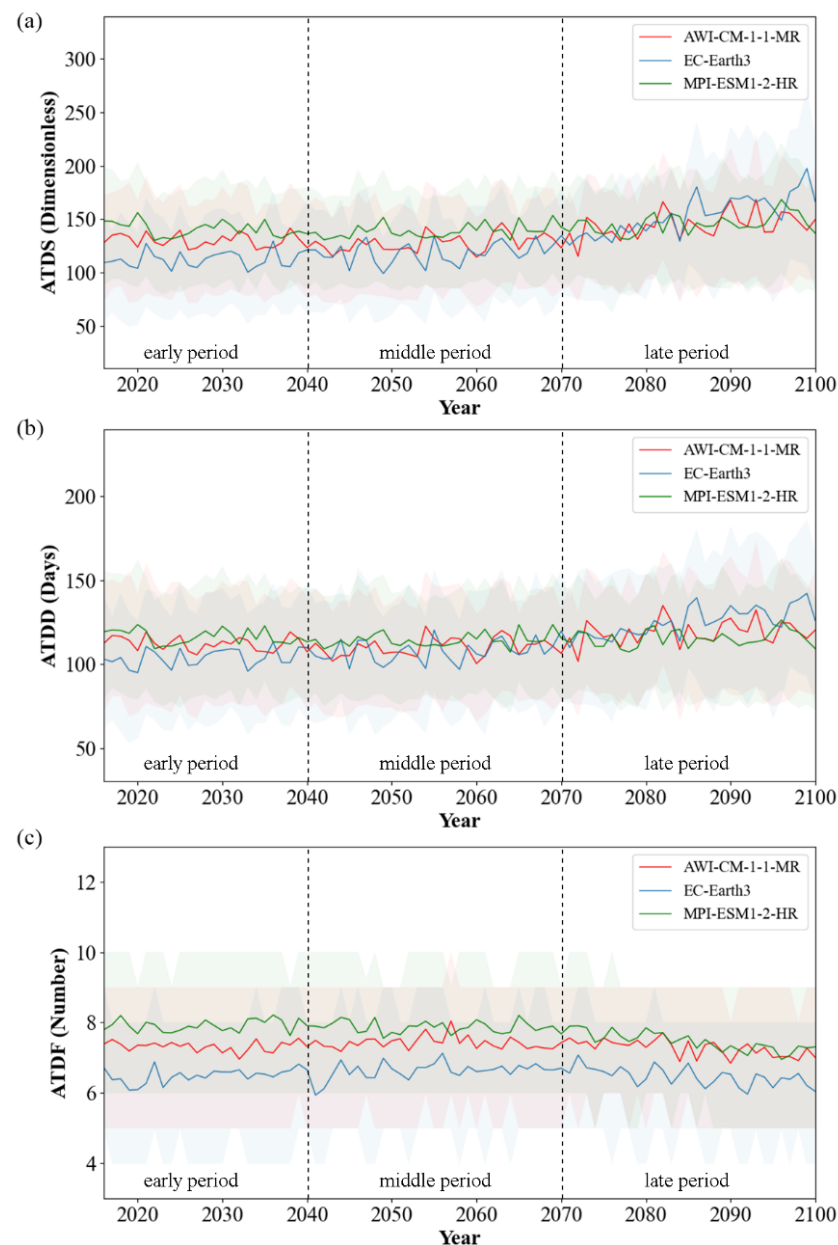 (a)
ATDS (Dimensionless)
300
250
200
150
100
50
AWI-CM-1-1-MR
EC-Earth3
MPI-ESM1-2-HR
early period
middle period
late period
2020
2030
2040
2050
2060
2070
2080
2090
2100
Year
(b)
ATDD (Days)
200
150
100
50
AWI-CM-1-1-MR
EC-Earth3
MPI-ESM1-2-HR
early period
middle period
late period
2020
2030
2040
2050
2060
2070
2080
2090
2100
Year
(c)
ATDF (Number)
12
10
8
6
4
AWI-CM-1-1-MR
EC-Earth3
MPI-ESM1-2-HR
early period
middle period
late period
2020
2030
2040
2050
2060
2070
2080
2090
2100
Year